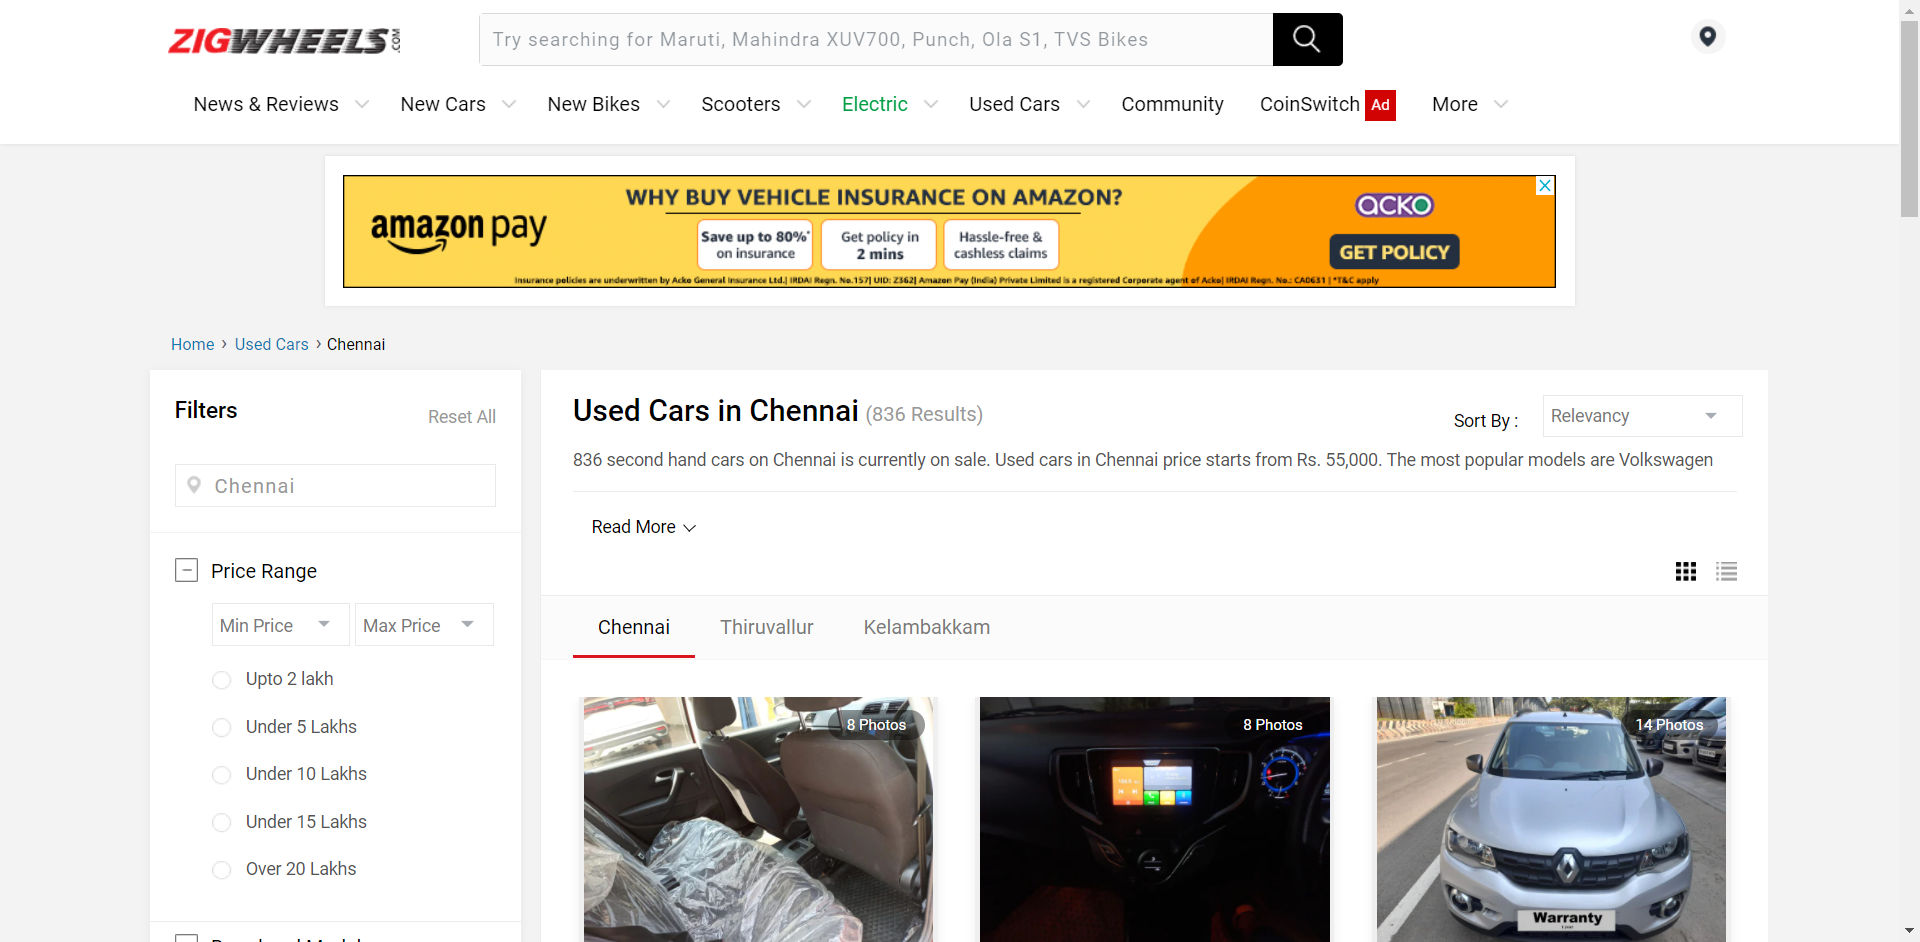 ZIGWHEELS.COM
Try searching for Maruti, Mahindra XUV700, Punch, Ola S1, TVS Bikes
News & Reviews
New Cars
New Bikes
Scooters
Electric
Used Cars
Community
CoinSwitch Ad
More
amazon pay
WHY BUY VEHICLE INSURANCE ON AMAZON?
Save up to 80%*
on insurance
Get policy in
2 mins
Hassle-free &
cashless claims
acko
GET POLICY
Insurance policies are underwritten by Acko General Insurance Ltd.| IRDAI Regn. No.157| UID: Z362| Amazon Pay (India) Private Limited is a registered Corporate agent of Acko| IRDAI Regn. No.: CA0631 | *T&C apply
Home › Used Cars › Chennai
Filters
Reset All
Chennai
Price Range
Min Price
Max Price
Upto 2 lakh
Under 5 Lakhs
Under 10 Lakhs
Under 15 Lakhs
Over 20 Lakhs
Used Cars in Chennai (836 Results)
Sort By :
Relevancy
836 second hand cars on Chennai is currently on sale. Used cars in Chennai price starts from Rs. 55,000. The most popular models are Volkswagen
Read More
Chennai
Thiruvallur
Kelambakkam
8 Photos
8 Photos
14 Photos
Warranty